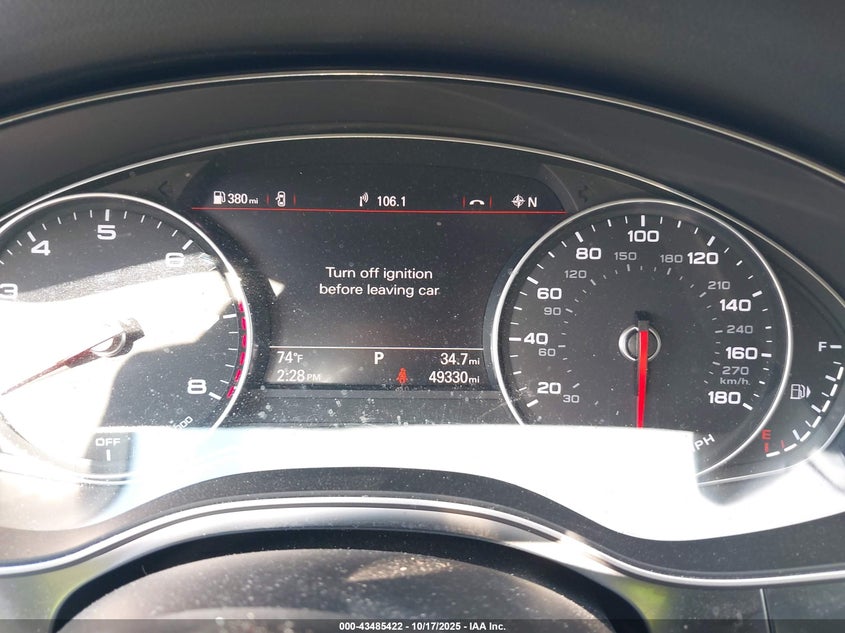 380 mi 106.1 N
Turn off ignition
before leaving car
74°F P 34.7 mi
2:28 PM 49330 mi
3 4 5 6 8
OFF
20 40 60 80 100 120 140 160 180
30 60 90 120 150 180 210 240 270
km/h
F
E
000-43485422 - 10/17/2025 - IAA Inc.